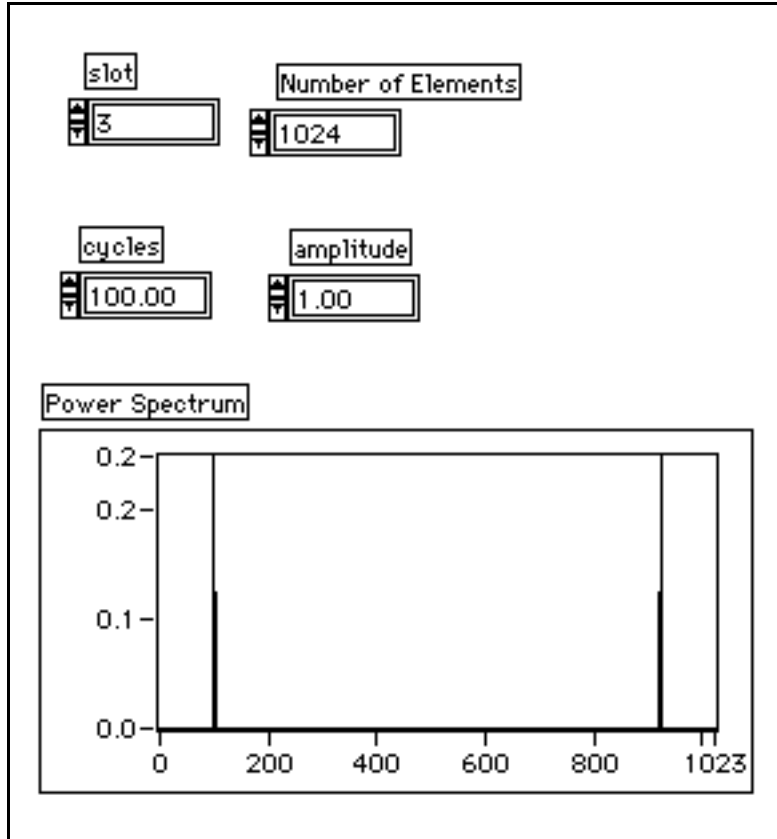 slot
Number of Elements
3
1024
cycles
amplitude
100.00
1.00
Power Spectrum
0.2
0.2
0.1
0.0
0 200 400 600 800 1023